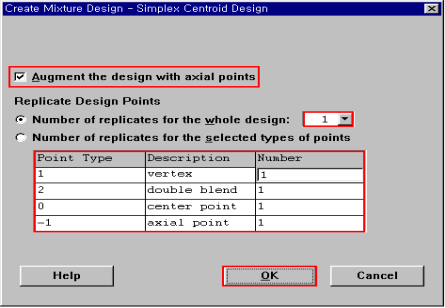 Create Mixture Design - Simplex Centroid Design
Augment the design with axial points
Replicate Design Points
Number of replicates for the whole design: 1
Number of replicates for the selected types of points
Point Type Description Number
1 vertex 1
2 double blend 1
0 center point 1
-1 axial point 1
Help OK Cancel